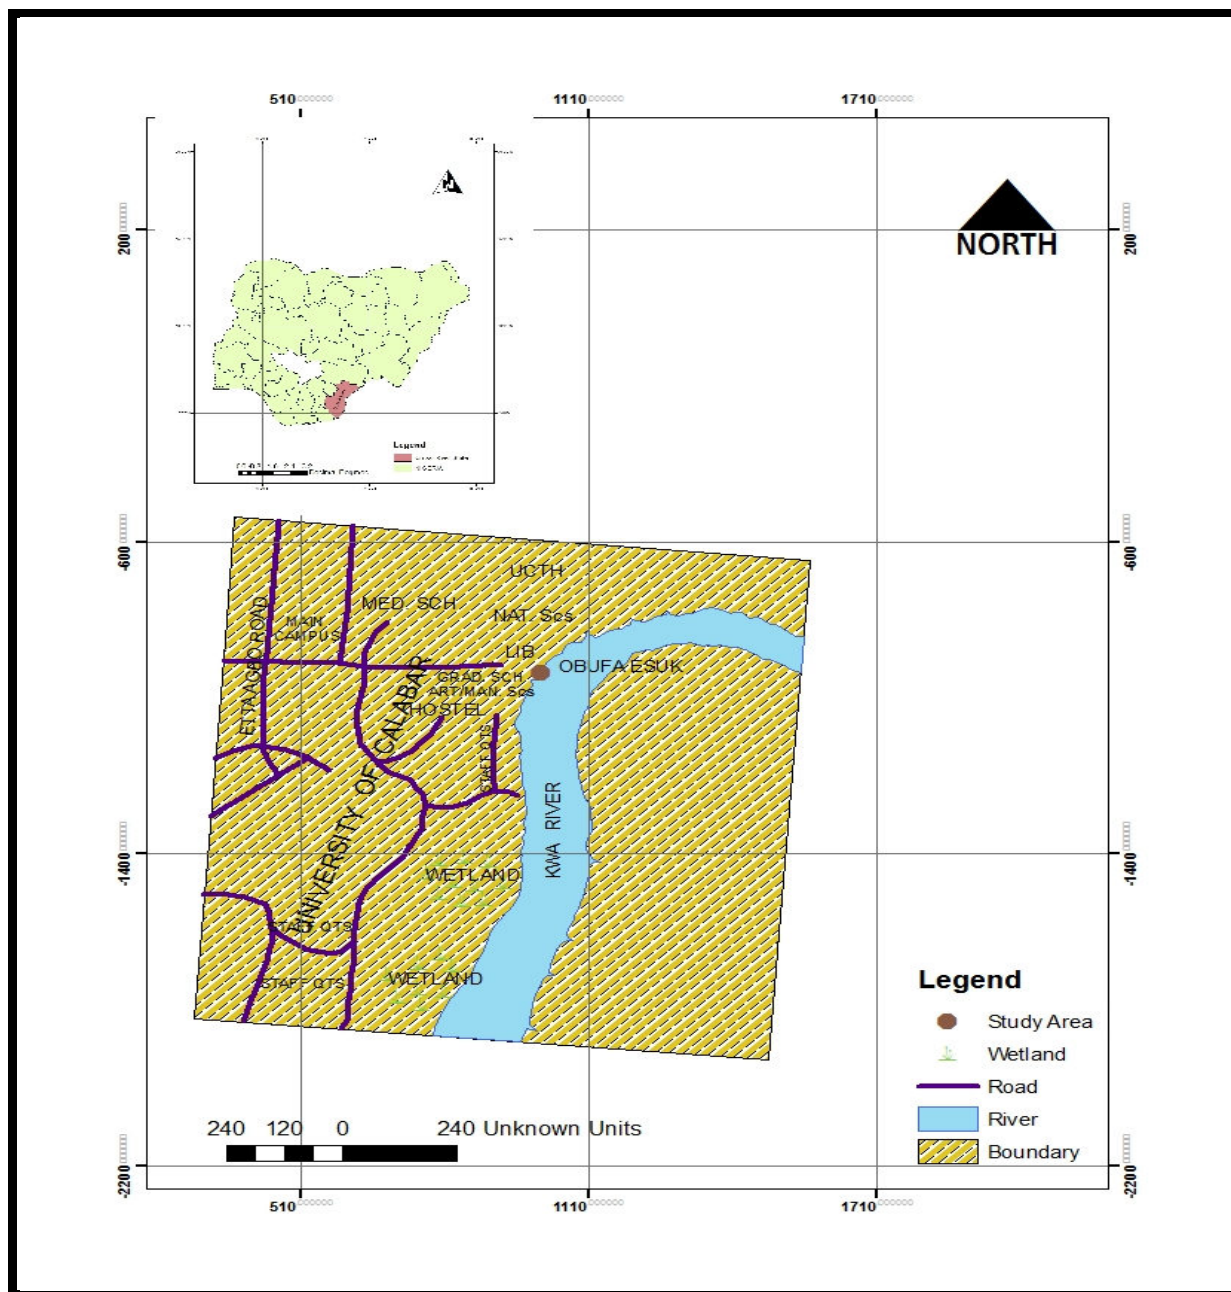 510 1110 1710
200 200
NORTH
Legend
-600 -600
UCTH
MED. SCH
NAT. Scs
MAIN
CAMPUS
LIB
OBUFA ESUK
ETTA AGBO ROAD
GRAD. SCH
ART/MAN. Scs
HOSTEL
STAFF QTS
UNIVERSITY OF CALABAR
KWA RIVER
-1400 -1400
WETLAND
STAFF QTS
WETLAND
STAFF QTS
Legend
Study Area
Wetland
Road
River
Boundary
240 120 0 240 Unknown Units
-2200 -2200
510 1110 1710